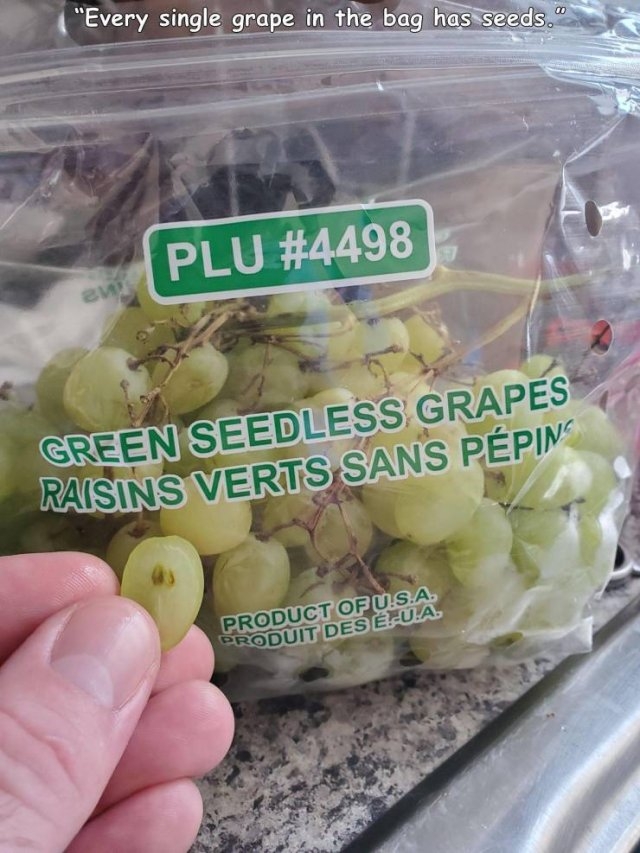 "Every single grape in the bag has seeds."
PLU #4498
GREEN SEEDLESS GRAPES
RAISINS VERTS SANS PÉPINS
PRODUCT OF U.S.A.
PRODUIT DES É.-U.A.